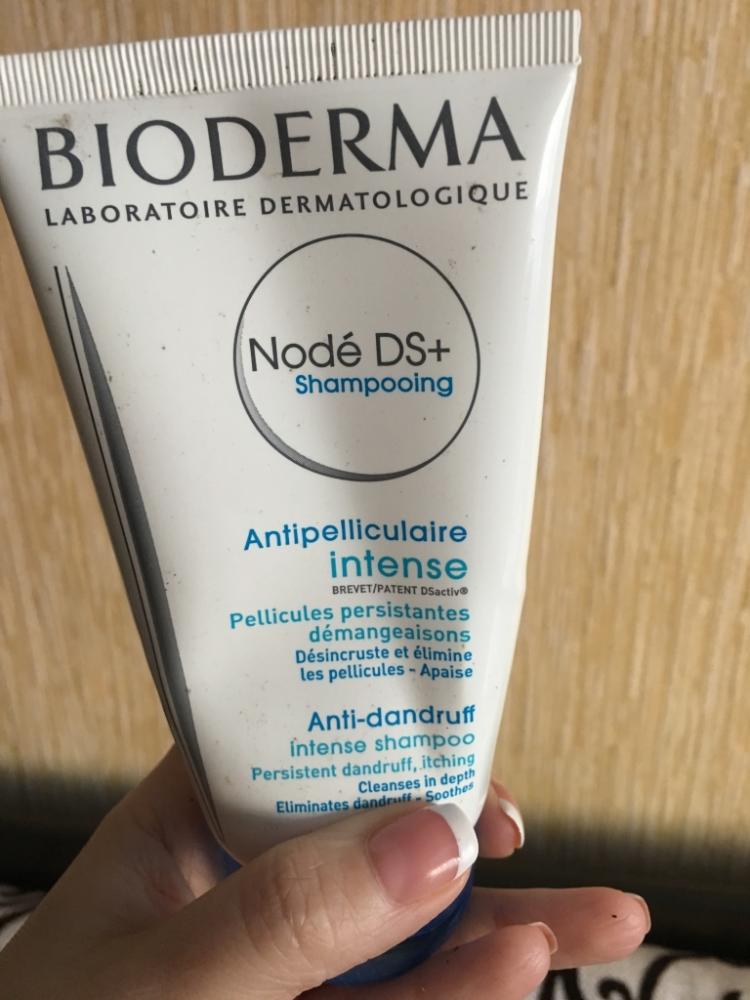 BIODERMA
LABORATOIRE DERMATOLOGIQUE
Nodé DS+
Shampooing
Antipelliculaire
intense
BREVET/PATENT DSactiv®
Pellicules persistantes
démangeaisons
Désincruste et élimine
les pellicules - Apaise
Anti-dandruff
intense shampoo
Persistent dandruff, itching
Cleanses in depth
Eliminates dandruff - Soothes